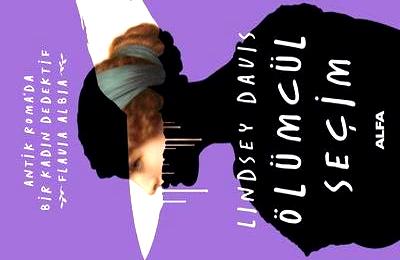 ANTİK ROMA'DA
BİR KADIN DEDEKTİF
FLAVIA ALBIA
LINDSEY DAVIS
ÖLÜMCÜL
SEÇİM
ALFA